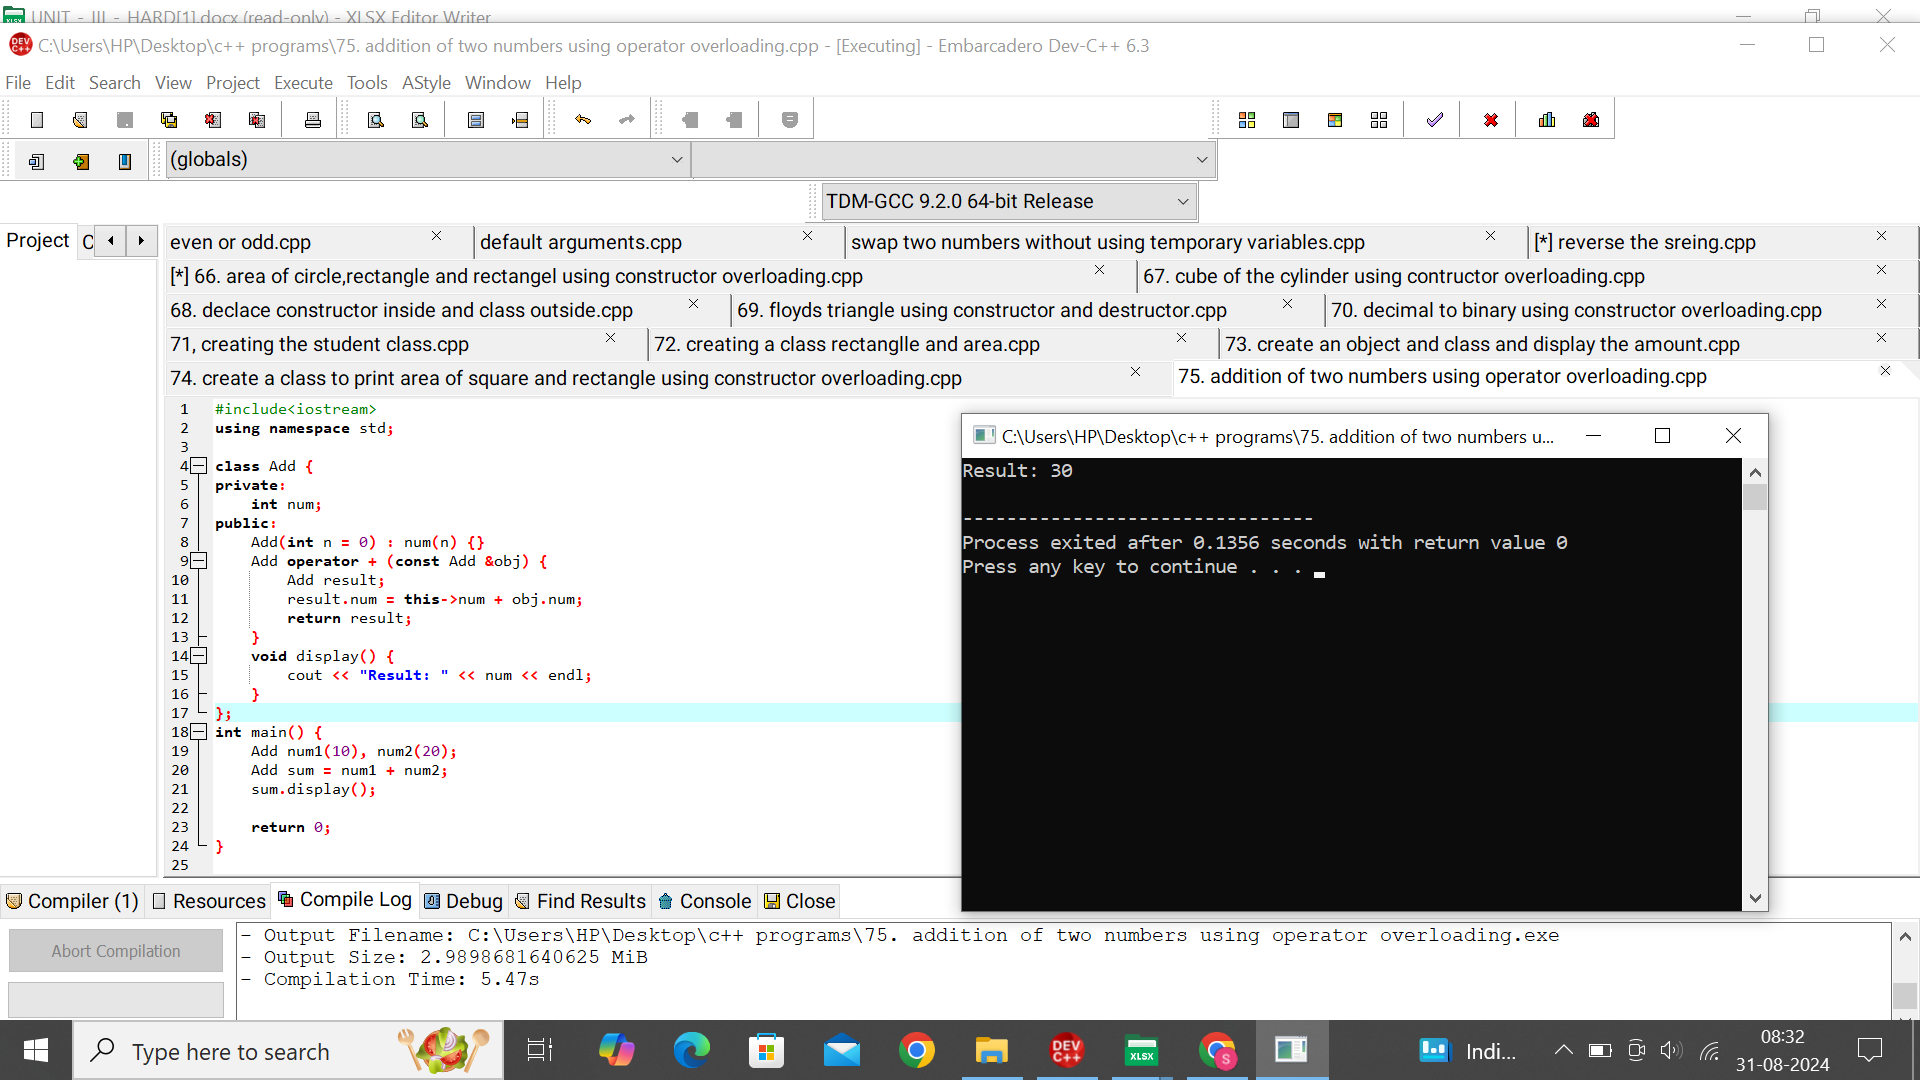 UNIT - III - HARD[1].docx (read-only) - XLSX Editor Writer
C:\Users\HP\Desktop\c++ programs\75. addition of two numbers using operator overloading.cpp - [Executing] - Embarcadero Dev-C++ 6.3
File Edit Search View Project Execute Tools AStyle Window Help
(globals)
TDM-GCC 9.2.0 64-bit Release
Project C
even or odd.cpp default arguments.cpp swap two numbers without using temporary variables.cpp [*] reverse the sreing.cpp
[*] 66. area of circle,rectangle and rectangel using constructor overloading.cpp 67. cube of the cylinder using contructor overloading.cpp
68. declace constructor inside and class outside.cpp 69. floyds triangle using constructor and destructor.cpp 70. decimal to binary using constructor overloading.cpp
71, creating the student class.cpp 72. creating a class rectanglle and area.cpp 73. create an object and class and display the amount.cpp
74. create a class to print area of square and rectangle using constructor overloading.cpp 75. addition of two numbers using operator overloading.cpp
1 #include<iostream>
2 using namespace std;
3
4 class Add {
5 private:
6 int num;
7 public:
8 Add(int n = 0) : num(n) {}
9 Add operator + (const Add &obj) {
10 Add result;
11 result.num = this->num + obj.num;
12 return result;
13 }
14 void display() {
15 cout << "Result: " << num << endl;
16 }
17 };
18 int main() {
19 Add num1(10), num2(20);
20 Add sum = num1 + num2;
21 sum.display();
22
23 return 0;
24 }
25
C:\Users\HP\Desktop\c++ programs\75. addition of two numbers u...
Result: 30
--------------------------------
Process exited after 0.1356 seconds with return value 0
Press any key to continue . . .
Compiler (1) Resources Compile Log Debug Find Results Console Close
Abort Compilation
- Output Filename: C:\Users\HP\Desktop\c++ programs\75. addition of two numbers using operator overloading.exe
- Output Size: 2.9898681640625 MiB
- Compilation Time: 5.47s
Type here to search
DEV C++
XLSX
S
Indi...
08:32
31-08-2024